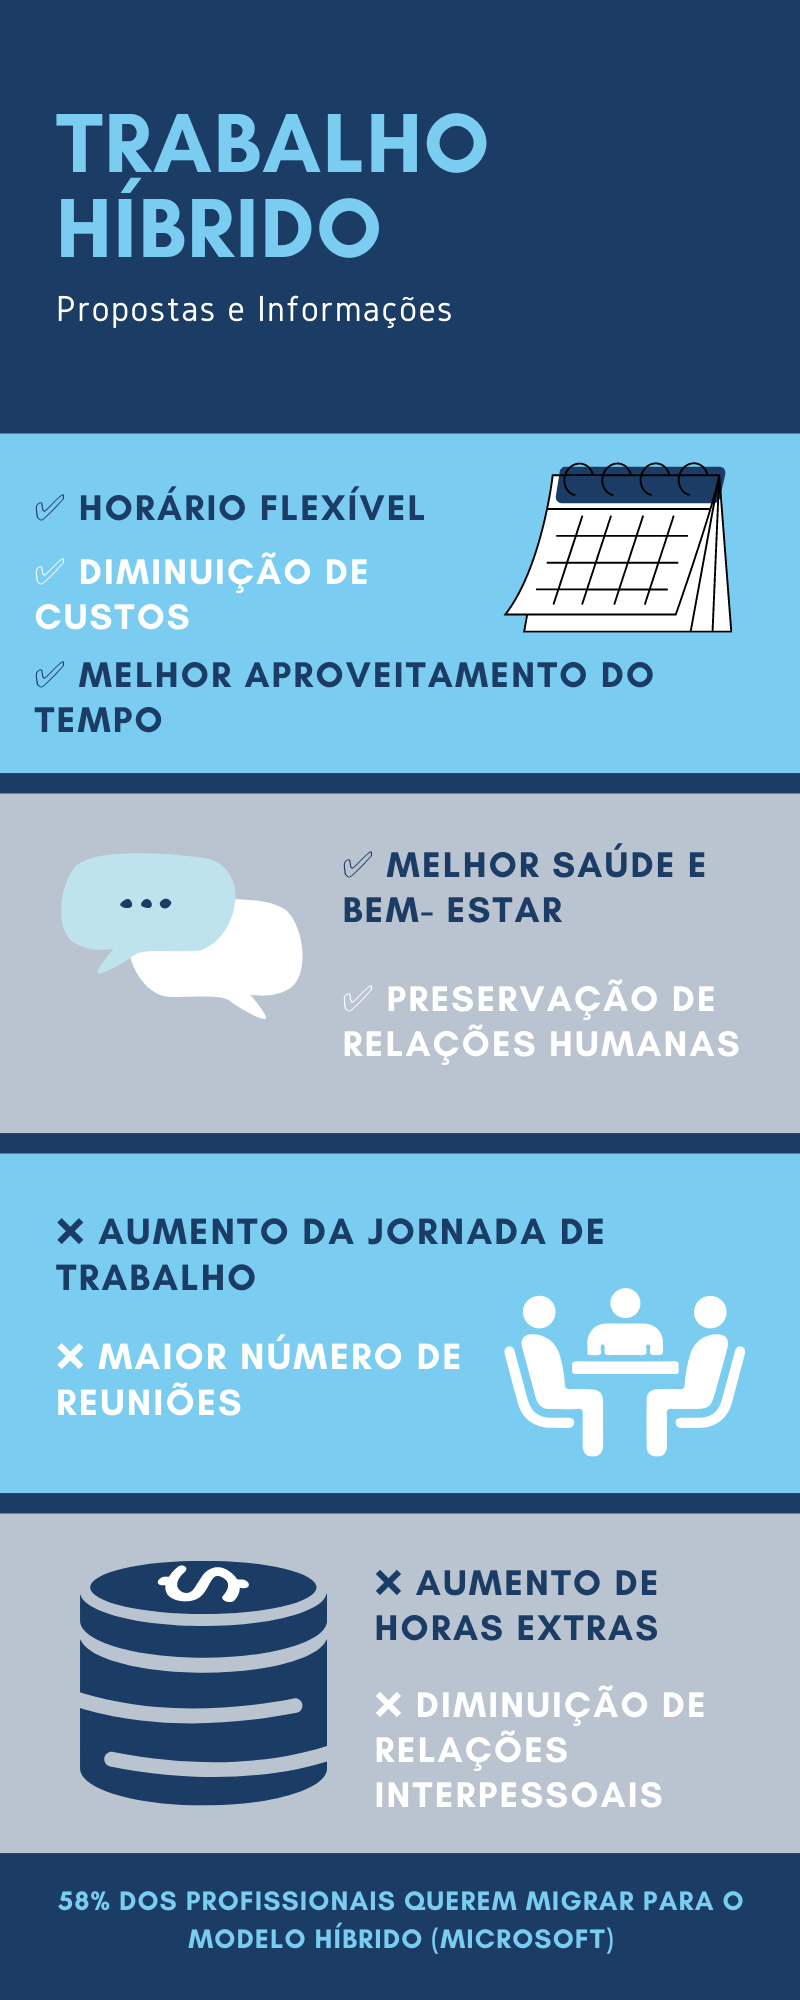 TRABALHO
HÍBRIDO
Propostas e Informações
✅ HORÁRIO FLEXÍVEL
✅ DIMINUIÇÃO DE
CUSTOS
✅ MELHOR APROVEITAMENTO DO
TEMPO
✅ MELHOR SAÚDE E
BEM- ESTAR
✅ PRESERVAÇÃO DE
RELAÇÕES HUMANAS
❌ AUMENTO DA JORNADA DE
TRABALHO
❌ MAIOR NÚMERO DE
REUNIÕES
$
❌ AUMENTO DE
HORAS EXTRAS
❌ DIMINUIÇÃO DE
RELAÇÕES
INTERPESSOAIS
58% DOS PROFISSIONAIS QUEREM MIGRAR PARA O
MODELO HÍBRIDO (MICROSOFT)